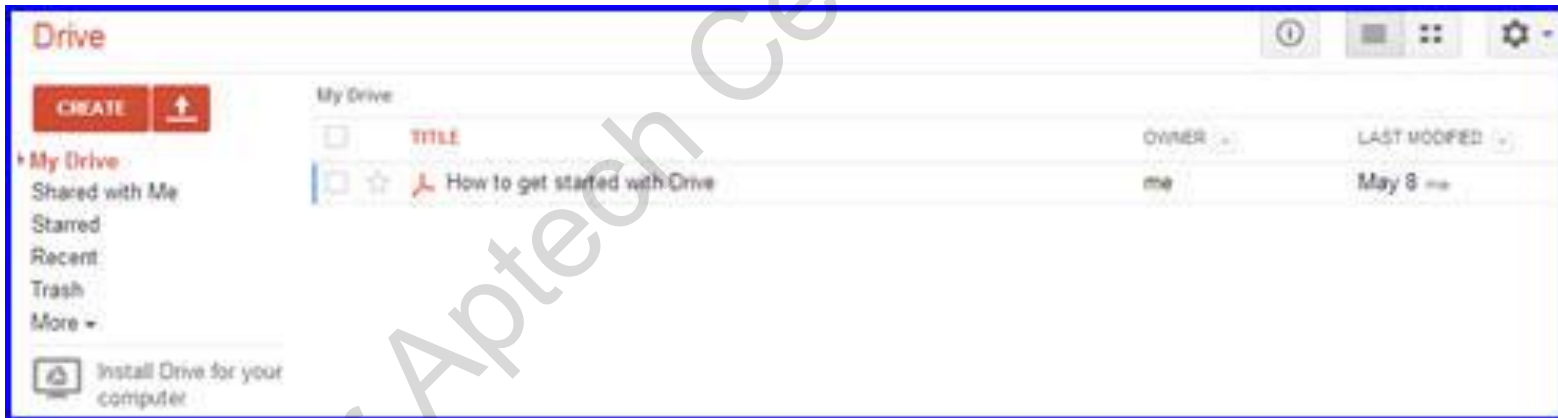 Drive
CREATE
My Drive
TITLE
OWNER
LAST MODIFIED
My Drive
How to get started with Drive
me
May 8 me
Shared with Me
Starred
Recent
Trash
More
Install Drive for your
computer
Aptech Ce